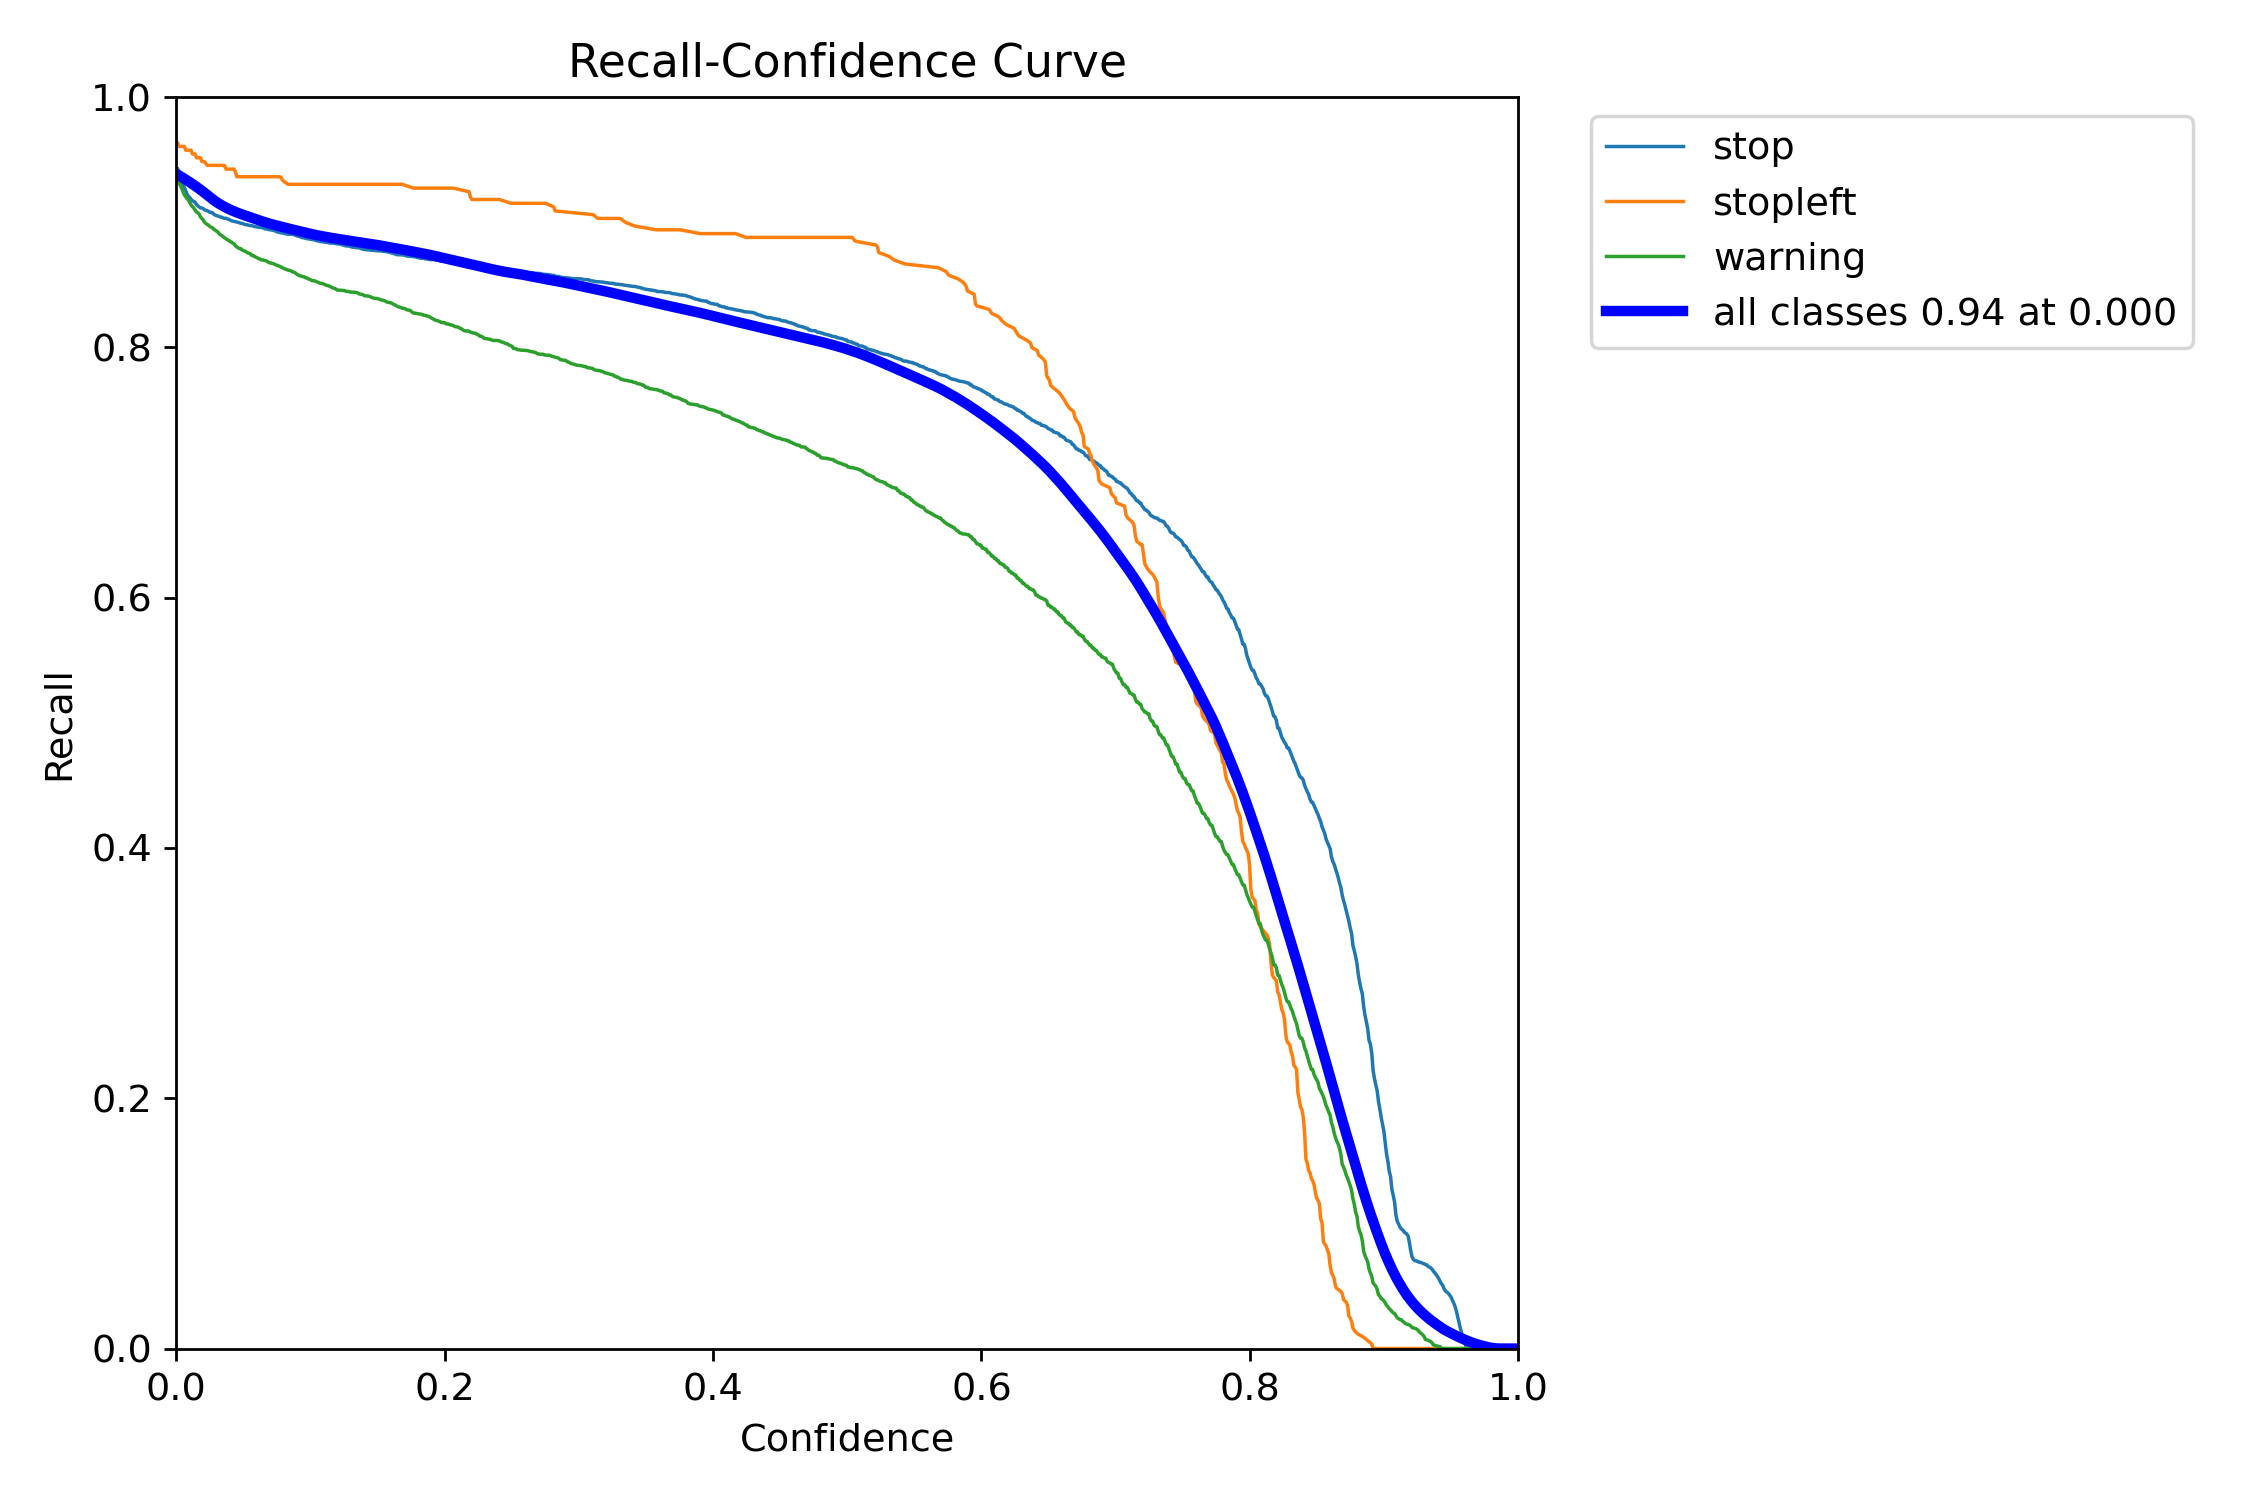 Recall-Confidence Curve
1.0
0.8
0.6
0.4
0.2
0.0
Recall
0.0 0.2 0.4 0.6 0.8 1.0
Confidence
stop
stopleft
warning
all classes 0.94 at 0.000